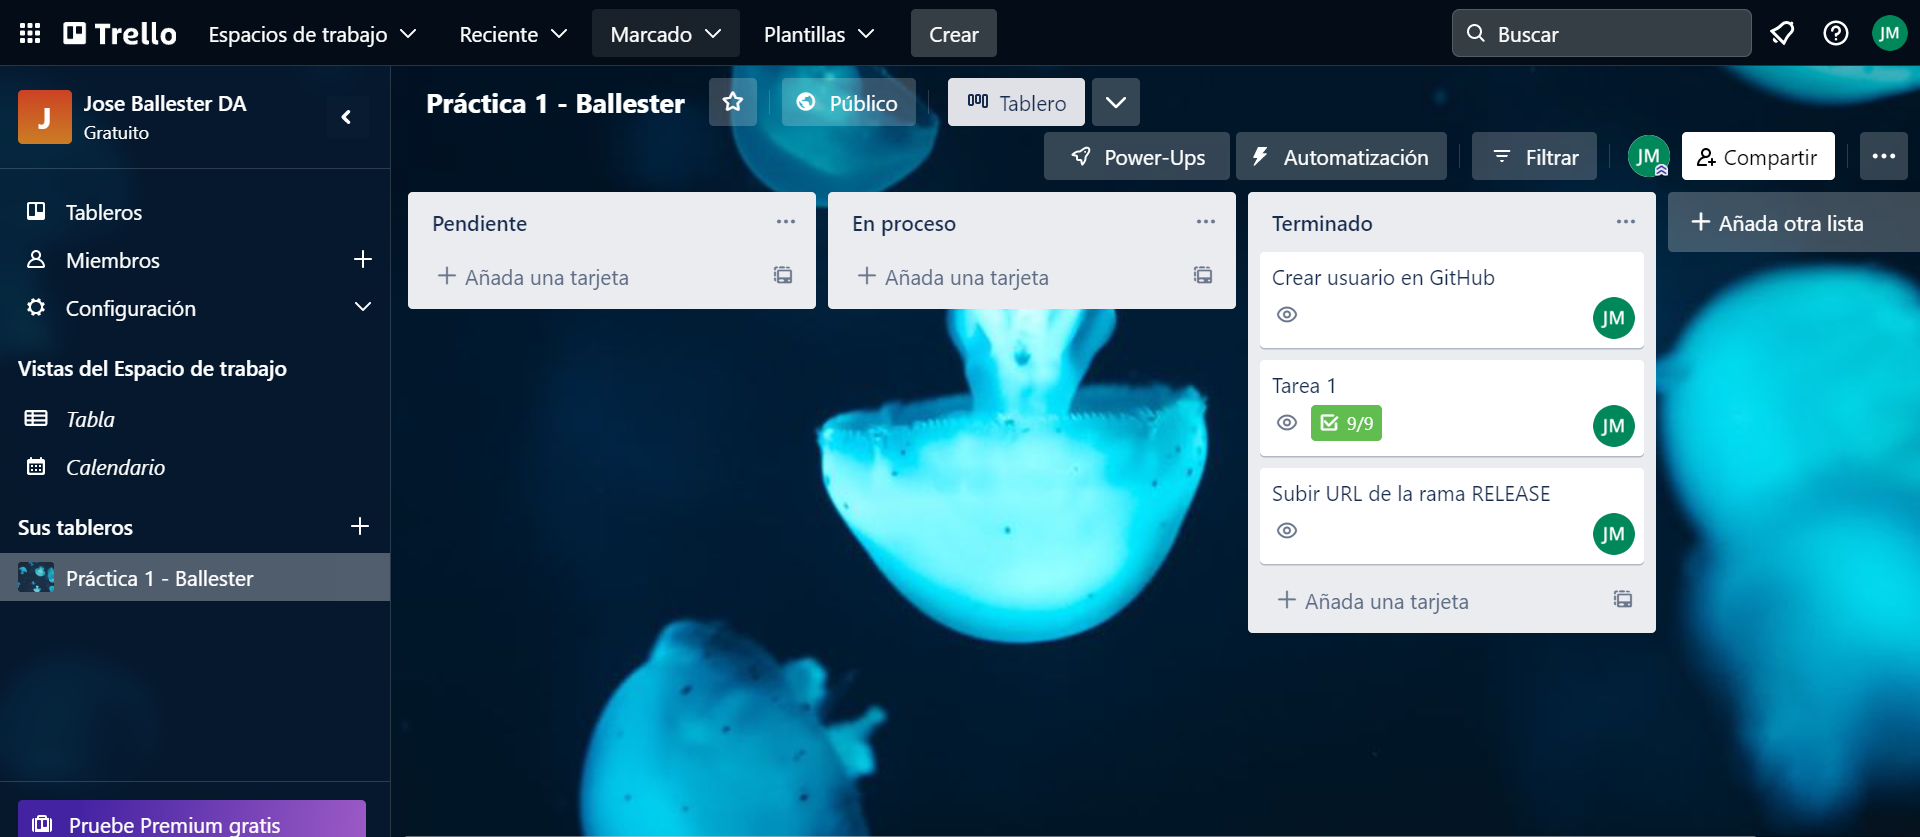 Trello
Espacios de trabajo
Reciente
Marcado
Plantillas
Crear
Buscar
JM
J
Jose Ballester DA
Gratuito
Práctica 1 - Ballester
Público
Tablero
Power-Ups
Automatización
Filtrar
JM
Compartir
Tableros
Miembros
Configuración
Vistas del Espacio de trabajo
Tabla
Calendario
Sus tableros
Práctica 1 - Ballester
Pruebe Premium gratis
Pendiente
Añada una tarjeta
En proceso
Añada una tarjeta
Terminado
Crear usuario en GitHub
JM
Tarea 1
9/9
JM
Subir URL de la rama RELEASE
JM
Añada una tarjeta
Añada otra lista